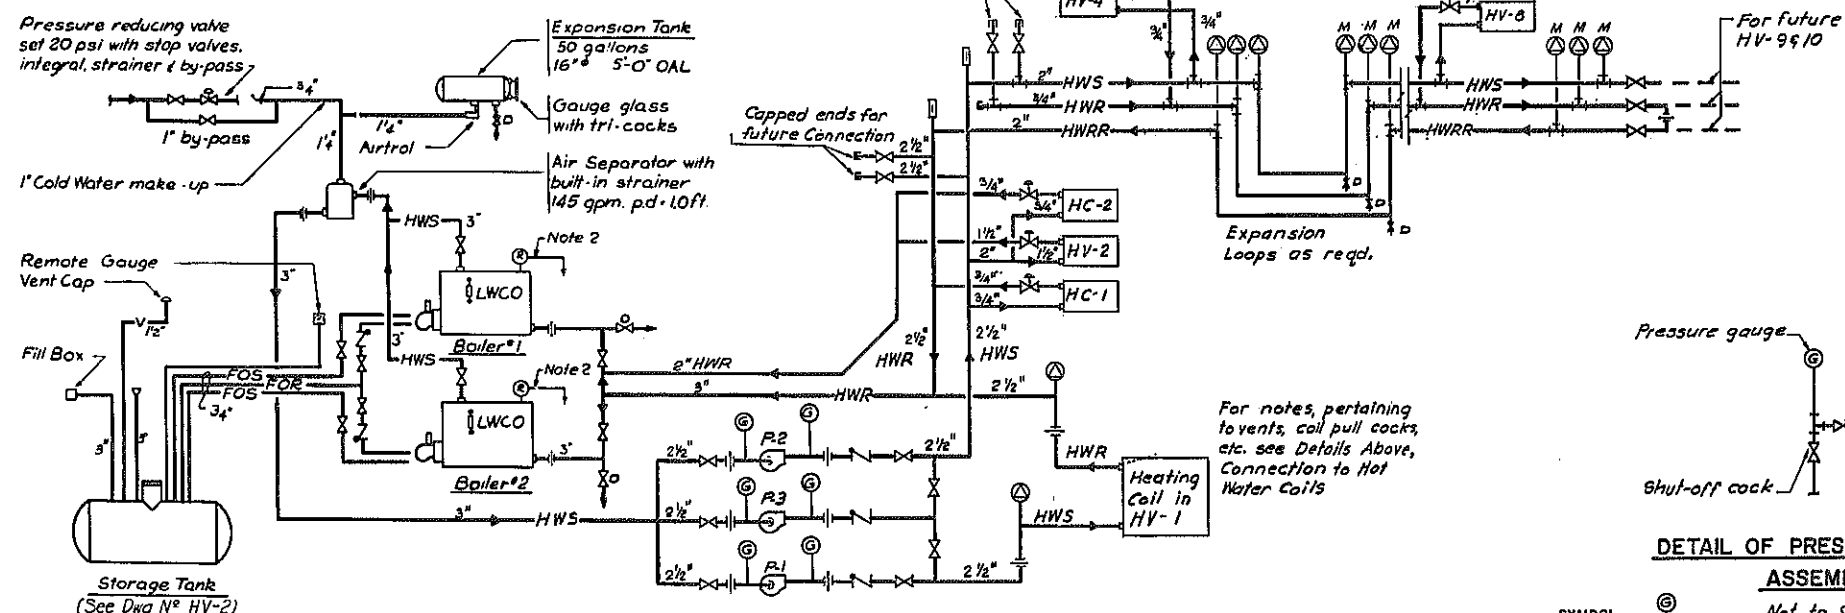 Pressure reducing valve
set 20 psi with stop valves,
integral, strainer & by-pass
3/4"
1" by-pass
1" Cold Water make-up
1¼"
1¼"
Airtrol
Expansion Tank
50 gallons
16"ø 5'-0" OAL
Gauge glass
with tri-cocks
D
Air Separator with
built-in strainer
145 gpm. p.d = 1.0 ft.
HWS
3"
Note 2
R
LWCO
Boiler #1
3"
HWS
Note 2
R
LWCO
Boiler #2
3"
D
D
Remote Gauge
Vent Cap
V
1½"
Fill Box
FOS
FOR
FOS
3/4"
3"
3"
Storage Tank
(See Dwg Nº HV-2)
3"
3"
HWS
2½"
2½"
2½"
G
G
P-2
G
G
P-3
G
G
P-1
2½"
2½"
2" HWR
3"
HWR
2½"
2½"
HWR
2½"
HWS
HWR
HWS
Heating
Coil in
HV-1
Capped ends for
future Connection
2½"
2½"
3/4"
3/4"
HC-2
1½"
2"
1½"
HV-2
3/4"
3/4"
HC-1
HV-4
3/4"
3/4"
2"
HWS
3/4"
HWR
2"
HWRR
M
M
M
D
D
D
Expansion
Loops as reqd.
HV-8
M
M
M
HWS
HWR
HWRR
For future
HV-9 & 10
For notes, pertaining
to vents, coil pull cocks,
etc. see Details Above,
Connection to Hot
Water Coils
Pressure gauge
G
Shut-off cock
DETAIL OF PRES
ASSEM
G